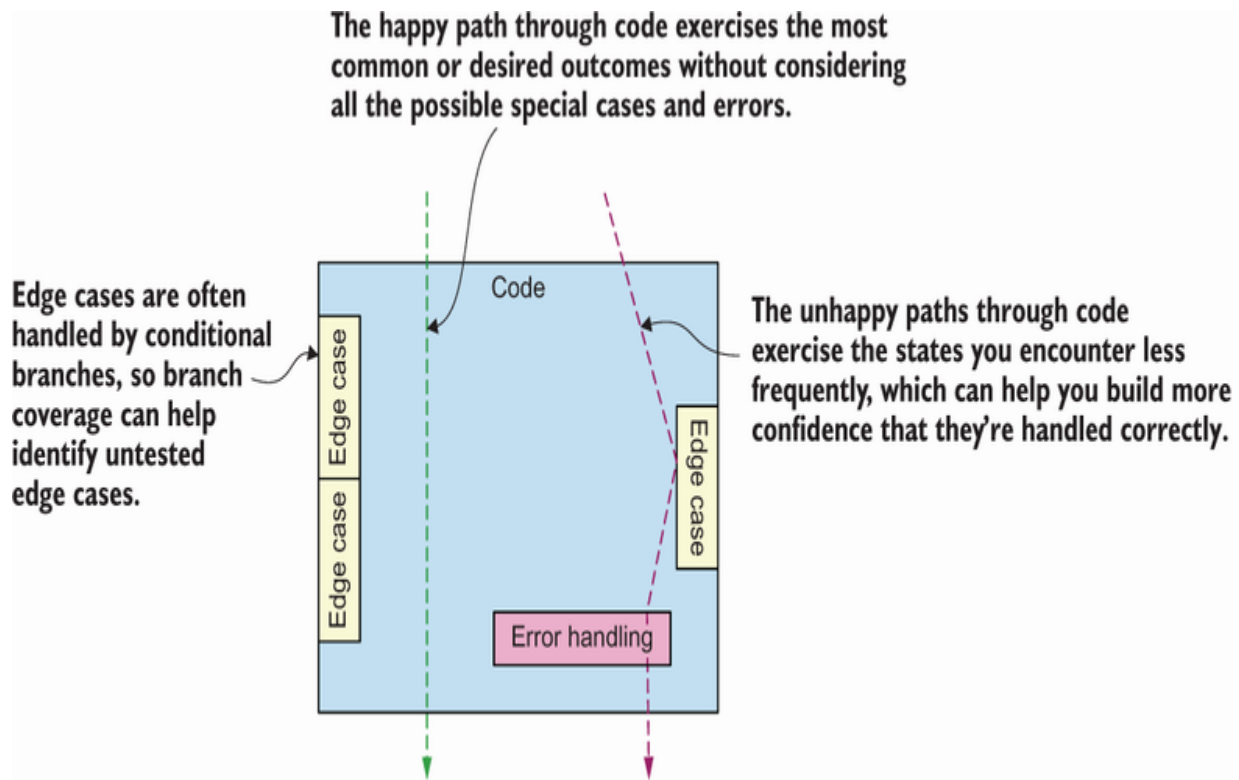 The happy path through code exercises the most
common or desired outcomes without considering
all the possible special cases and errors.
Code
Edge cases are often
handled by conditional
branches, so branch
coverage can help
identify untested
edge cases.
Edge case
Edge case
The unhappy paths through code
exercise the states you encounter less
frequently, which can help you build more
confidence that they're handled correctly.
Edge case
Error handling